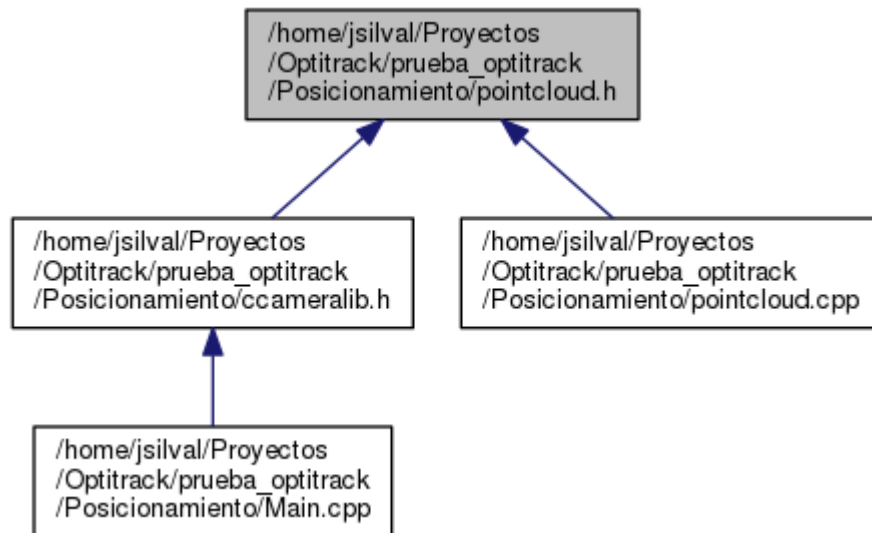 /home/jsilval/Proyectos
/Optitrack/prueba_optitrack
/Posicionamiento/pointcloud.h
/home/jsilval/Proyectos
/Optitrack/prueba_optitrack
/Posicionamiento/ccameralib.h
/home/jsilval/Proyectos
/Optitrack/prueba_optitrack
/Posicionamiento/pointcloud.cpp
/home/jsilval/Proyectos
/Optitrack/prueba_optitrack
/Posicionamiento/Main.cpp